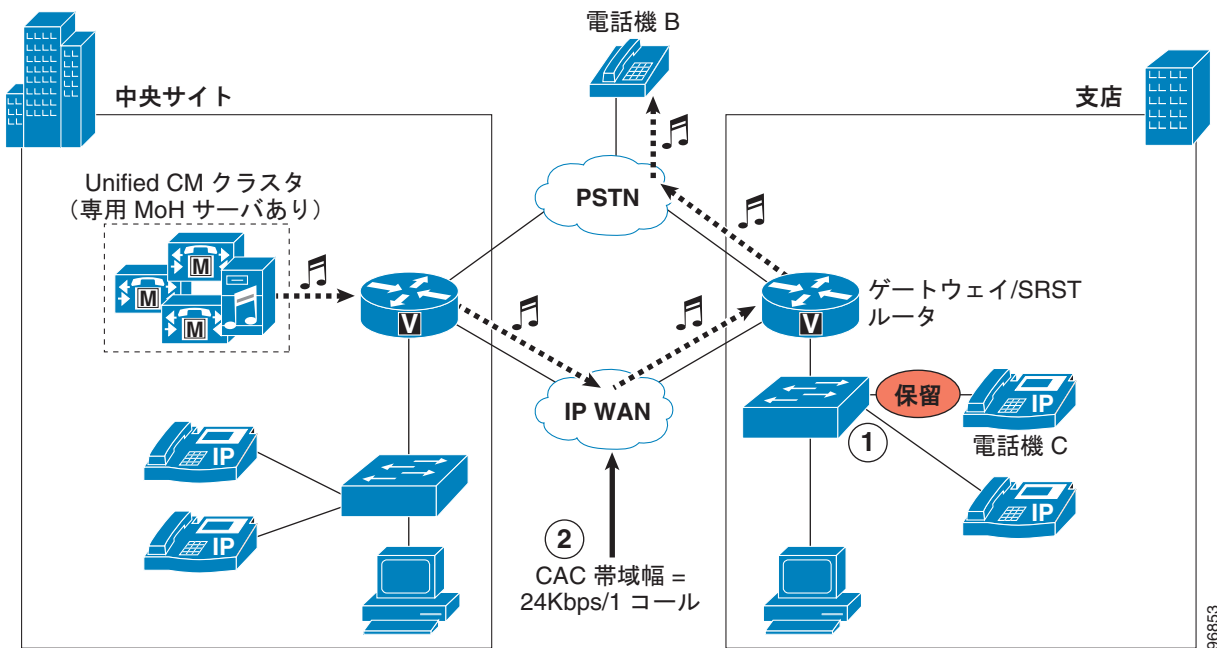 電話機 B
中央サイト
支店
Unified CM クラスタ
（専用 MoH サーバあり）
M
M
M
PSTN
V
V
ゲートウェイ/SRST
ルータ
IP WAN
保留
IP
電話機 C
1
IP
IP
IP
2
CAC 帯域幅 =
24Kbps/1 コール
96853